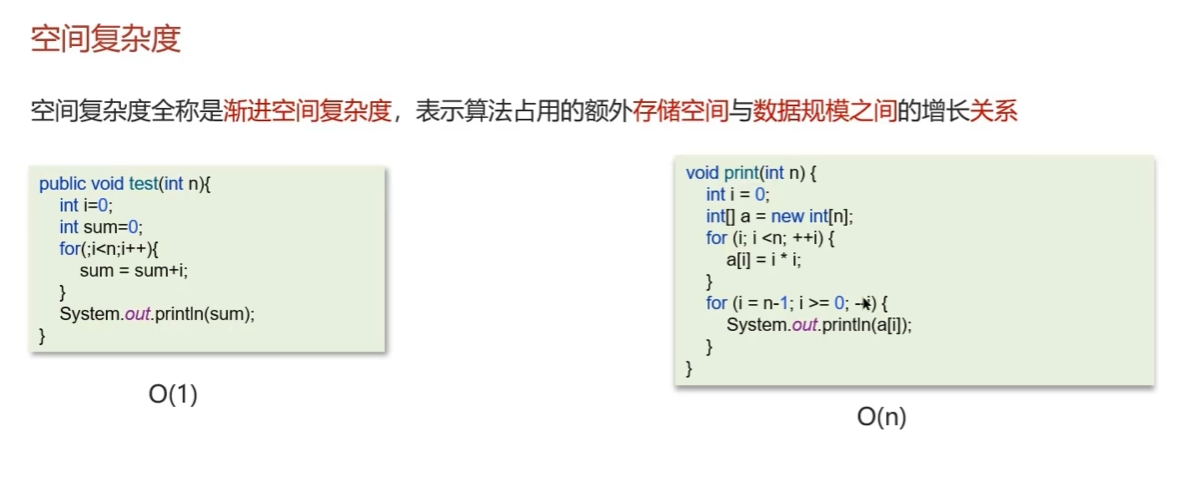 空间复杂度
空间复杂度全称是渐进空间复杂度，表示算法占用的额外存储空间与数据规模之间的增长关系
public void test(int n){
int i=0;
int sum=0;
for(;i<n;i++){
sum = sum+i;
}
System.out.println(sum);
}
O(1)
void print(int n) {
int i = 0;
int[] a = new int[n];
for (i; i <n; ++i) {
a[i] = i * i;
}
for (i = n-1; i >= 0; --i) {
System.out.println(a[i]);
}
}
O(n)